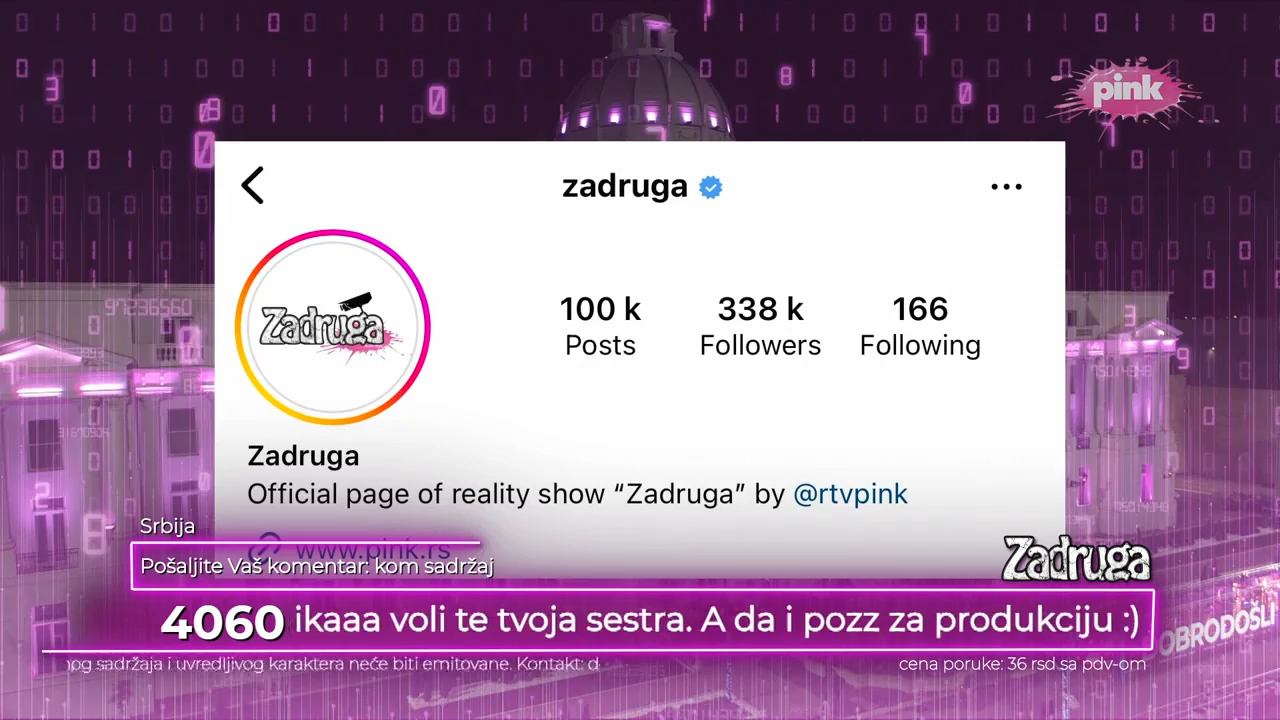 pink
zadruga
Zadruga
100 k
338 k
166
Posts
Followers
Following
Zadruga
Official page of reality show “Zadruga” by @rtvpink
www.pink.rs
Srbija
Pošaljite Vaš komentar: kom sadržaj
Zadruga
4060 ikaaa voli te tvoja sestra. A da i pozz za produkciju :)
OBRODOŠLI
sadržaja i uvredljivog karaktera neće biti emitovane. Kontakt: d
cena poruke: 36 rsd sa pdv-om